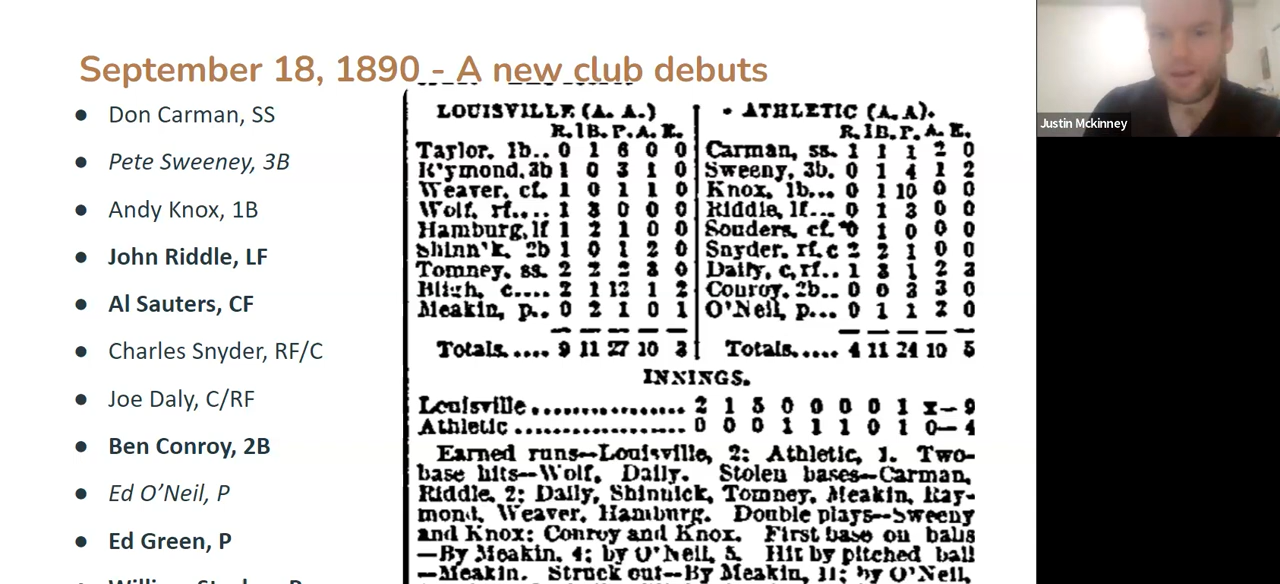 September 18, 1890 - A new club debuts
● Don Carman, SS
● Pete Sweeney, 3B
● Andy Knox, 1B
● John Riddle, LF
● Al Sauters, CF
● Charles Snyder, RF/C
● Joe Daly, C/RF
● Ben Conroy, 2B
● Ed O’Neil, P
● Ed Green, P
LOUISVILLE (A. A.)
R. 1B. P. A. E.
Taylor, 1b.. 0 1 6 0 0
R'ymond, 3b 1 0 3 1 0
Weaver, cf. 1 0 1 1 0
Wolf, rf.... 1 3 0 0 0
Hamburg, lf 1 2 1 0 0
Shinn'k, 2b 1 0 1 2 0
Tomney, ss. 2 2 2 3 0
Bligh, c.... 2 1 12 1 2
Meakin, p.. 0 2 1 0 1
Totals.... 9 11 27 10 3
ATHLETIC (A. A).
R. 1B. P. A. E.
Carman, ss. 1 1 1 2 0
Sweeny, 3b. 0 1 4 1 2
Knox, 1b... 0 1 10 0 0
Riddle, lf... 0 1 3 0 0
Souders, cf. 0 1 0 0 0
Snyder, rf, c 2 2 1 0 0
Daily, c, rf.. 1 3 1 2 3
Conroy, 2b.. 0 0 3 3 0
O'Neil, p... 0 1 1 2 0
Totals..... 4 11 24 10 5
INNINGS.
Louisville................ 2 1 5 0 0 0 0 1 x—9
Athletic.................. 0 0 0 1 1 1 0 1 0—4
Earned runs—Louisville, 2; Athletic, 1. Two-
base hits—Wolf, Daily. Stolen bases—Carman,
Riddle, 2; Daily, Shinnick, Tomney, Meakin, Ray-
mond, Weaver, Hamburg. Double plays—Sweeny
and Knox; Conroy and Knox. First base on balls
—By Meakin, 4; by O'Neil, 5. Hit by pitched ball
—Meakin. Struck out—By Meakin, 11; by O'Neil,
Justin Mckinney